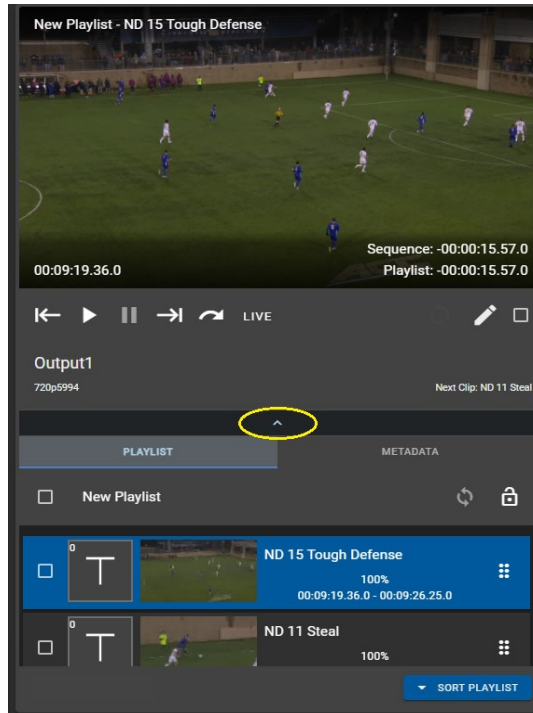 New Playlist - ND 15 Tough Defense
Sequence: -00:00:15.57.0
00:09:19.36.0 Playlist: -00:00:15.57.0
LIVE
Output1
720p5994 Next Clip: ND 11 Steal
PLAYLIST METADATA
New Playlist
0
T
ND 15 Tough Defense
100%
00:09:19.36.0 - 00:09:26.25.0
0
T
ND 11 Steal
100%
SORT PLAYLIST